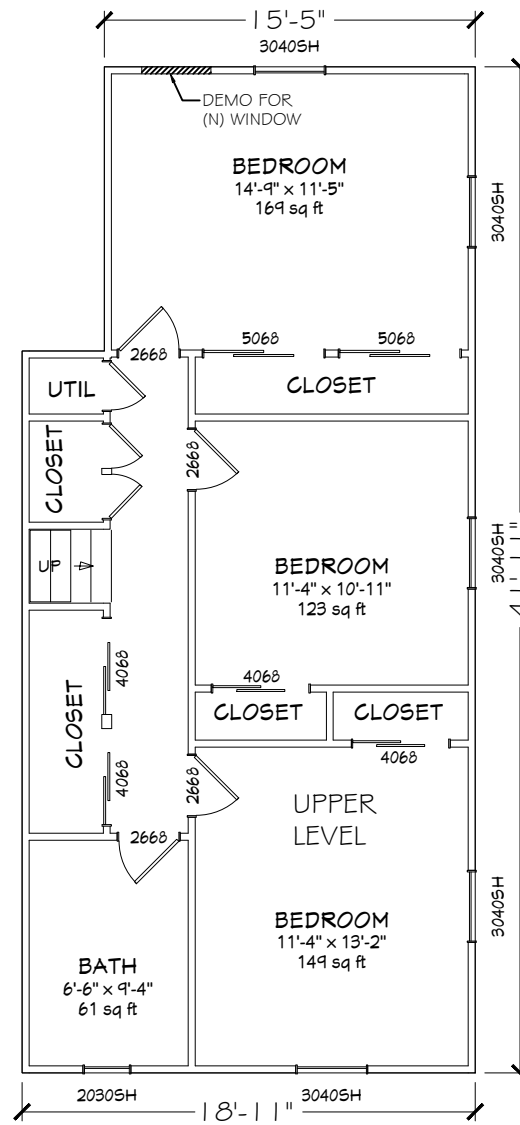 15'-5"
3040SH
DEMO FOR
(N) WINDOW
BEDROOM
14'-9" x 11'-5"
169 sq ft
3040SH
2668
5068
5068
UTIL
CLOSET
CLOSET
2668
UP
BEDROOM
11'-4" x 10'-11"
123 sq ft
3040SH
41'-11"
4068
CLOSET
4068
CLOSET
CLOSET
4068
4068
2668
2668
UPPER
LEVEL
3040SH
BEDROOM
11'-4" x 13'-2"
149 sq ft
BATH
6'-6" x 9'-4"
61 sq ft
2030SH
3040SH
18'-11"